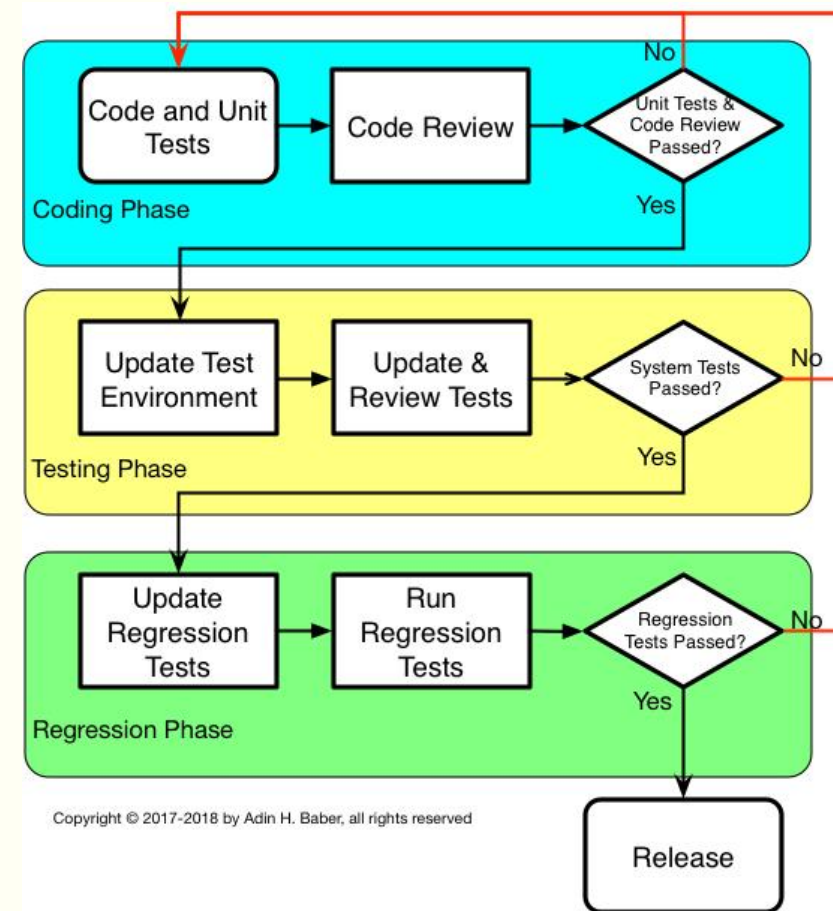 No
Code and Unit
Tests
Code Review
Unit Tests &
Code Review
Passed?
Coding Phase
Yes
Update Test
Environment
Update &
Review Tests
System Tests
Passed?
No
Testing Phase
Yes
Update
Regression
Tests
Run
Regression
Tests
Regression
Tests Passed?
No
Yes
Regression Phase
Copyright © 2017-2018 by Adin H. Baber, all rights reserved
Release